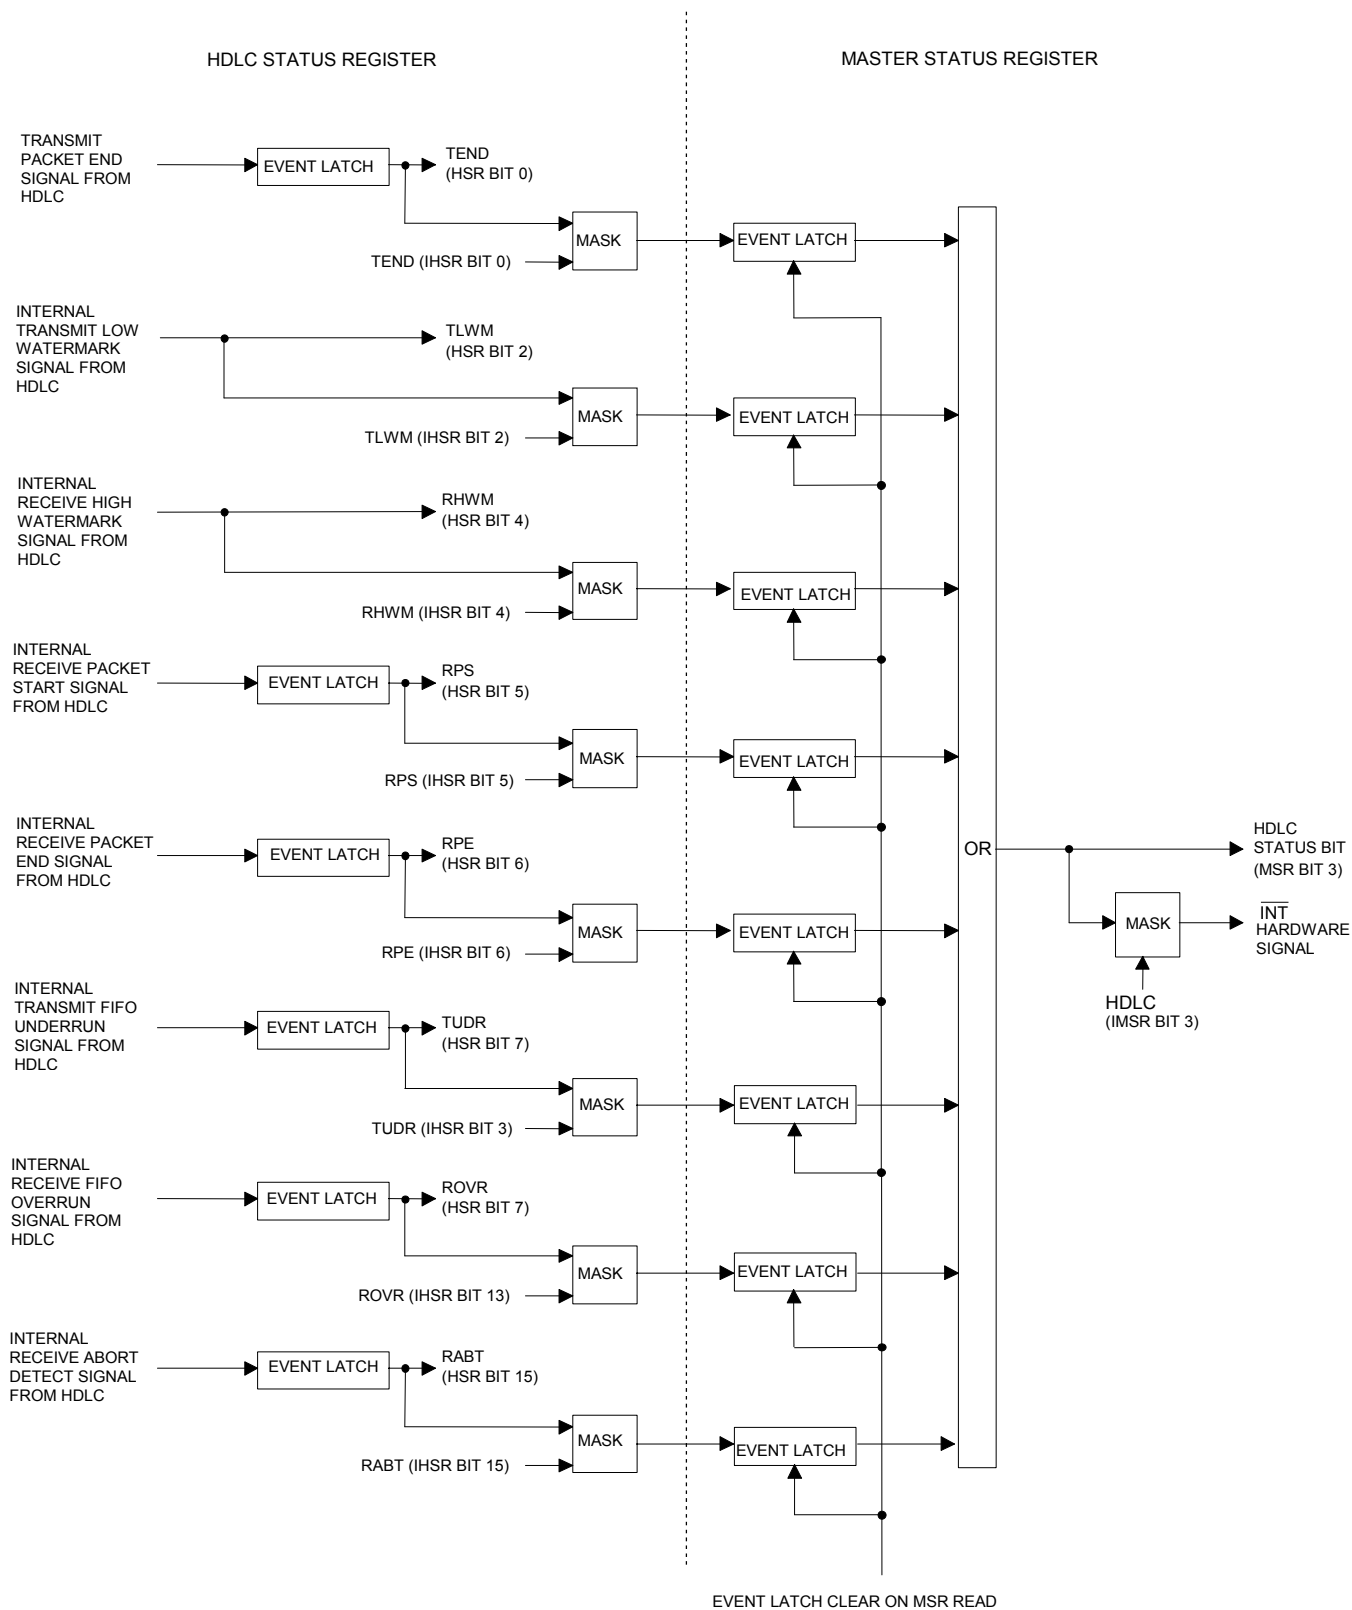 HDLC STATUS REGISTER
MASTER STATUS REGISTER
TRANSMIT
PACKET END
SIGNAL FROM
HDLC
EVENT LATCH
TEND
(HSR BIT 0)
MASK
TEND (IHSR BIT 0)
EVENT LATCH
INTERNAL
TRANSMIT LOW
WATERMARK
SIGNAL FROM
HDLC
TLWM
(HSR BIT 2)
MASK
TLWM (IHSR BIT 2)
EVENT LATCH
INTERNAL
RECEIVE HIGH
WATERMARK
SIGNAL FROM
HDLC
RHWM
(HSR BIT 4)
MASK
RHWM (IHSR BIT 4)
EVENT LATCH
INTERNAL
RECEIVE PACKET
START SIGNAL
FROM HDLC
EVENT LATCH
RPS
(HSR BIT 5)
MASK
RPS (IHSR BIT 5)
EVENT LATCH
INTERNAL
RECEIVE PACKET
END SIGNAL
FROM HDLC
EVENT LATCH
RPE
(HSR BIT 6)
MASK
RPE (IHSR BIT 6)
EVENT LATCH
OR
HDLC
STATUS BIT
(MSR BIT 3)
MASK
INT
HARDWARE
SIGNAL
HDLC
(IMSR BIT 3)
INTERNAL
TRANSMIT FIFO
UNDERRUN
SIGNAL FROM
HDLC
EVENT LATCH
TUDR
(HSR BIT 7)
MASK
TUDR (IHSR BIT 3)
EVENT LATCH
INTERNAL
RECEIVE FIFO
OVERRUN
SIGNAL FROM
HDLC
EVENT LATCH
ROVR
(HSR BIT 7)
MASK
ROVR (IHSR BIT 13)
EVENT LATCH
INTERNAL
RECEIVE ABORT
DETECT SIGNAL
FROM HDLC
EVENT LATCH
RABT
(HSR BIT 15)
MASK
RABT (IHSR BIT 15)
EVENT LATCH
EVENT LATCH CLEAR ON MSR READ